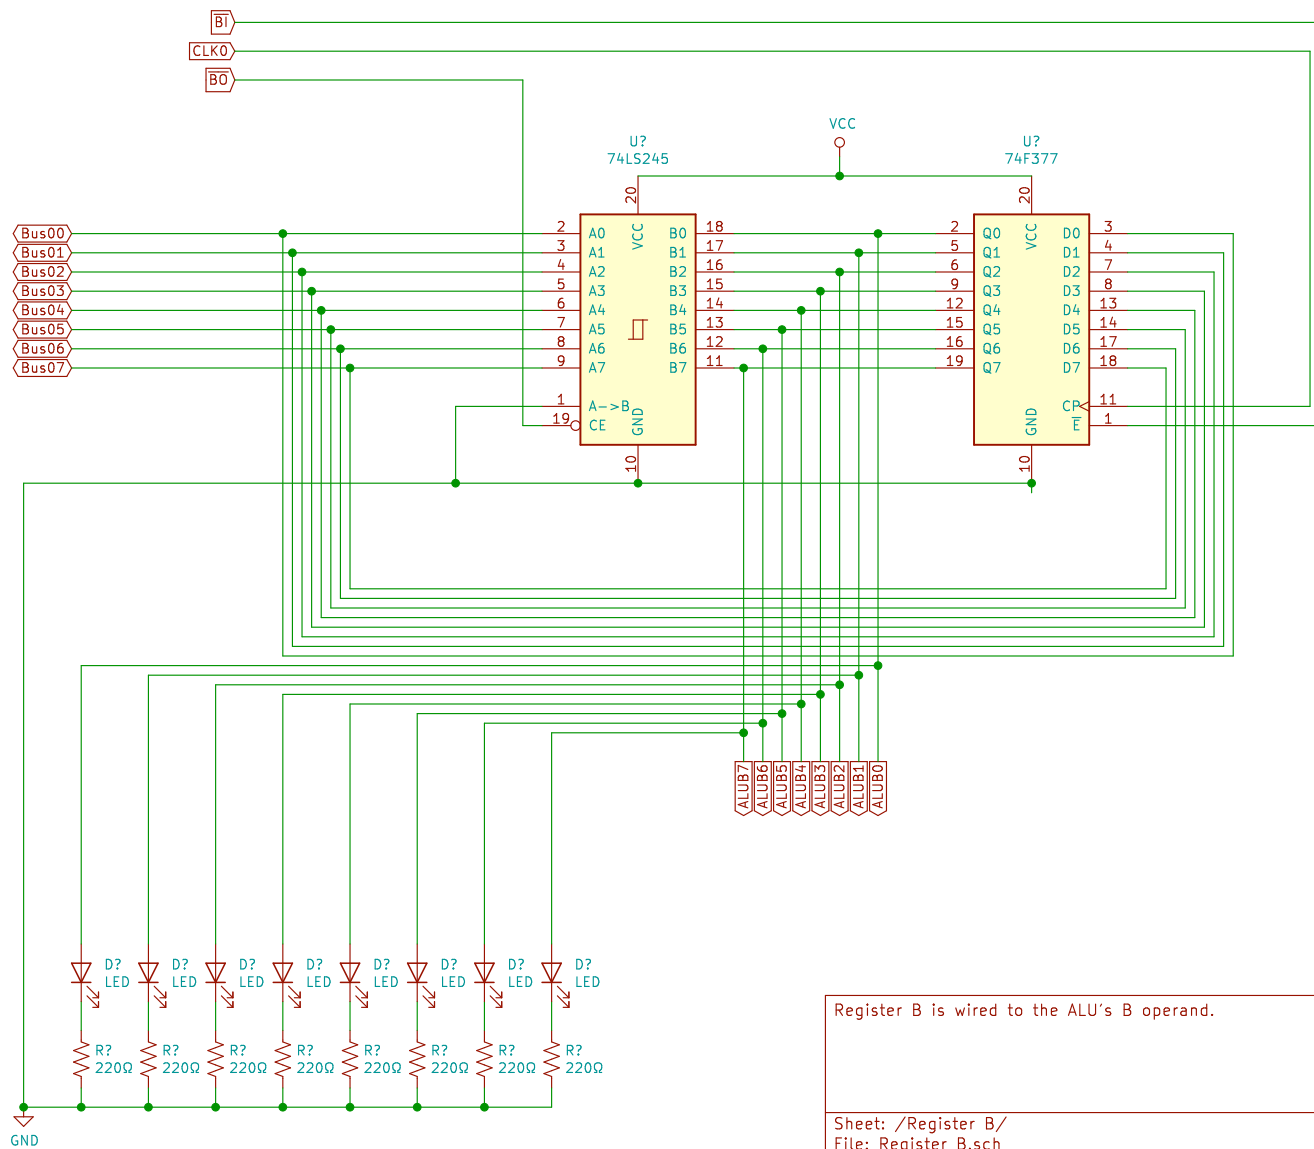 BI
CLK0
BO
VCC
U?
74LS245
U?
74F377
20
20
Bus00
Bus01
Bus02
Bus03
Bus04
Bus05
Bus06
Bus07
2 A0 VCC B0 18
3 A1 B1 17
4 A2 B2 16
5 A3 B3 15
6 A4 B4 14
7 A5 B5 13
8 A6 B6 12
9 A7 B7 11
1 A->B
19 CE GND
10
2 Q0 VCC D0 3
5 Q1 D1 4
6 Q2 D2 7
9 Q3 D3 8
12 Q4 D4 13
15 Q5 D5 14
16 Q6 D6 17
19 Q7 D7 18
CP 11
GND E 1
10
ALUB7
ALUB6
ALUB5
ALUB4
ALUB3
ALUB2
ALUB1
ALUB0
D? D? D? D? D? D? D? D?
LED LED LED LED LED LED LED LED
R? R? R? R? R? R? R? R?
220Ω 220Ω 220Ω 220Ω 220Ω 220Ω 220Ω 220Ω
GND
Register B is wired to the ALU's B operand.
Sheet: /Register B/
File: Register B.sch